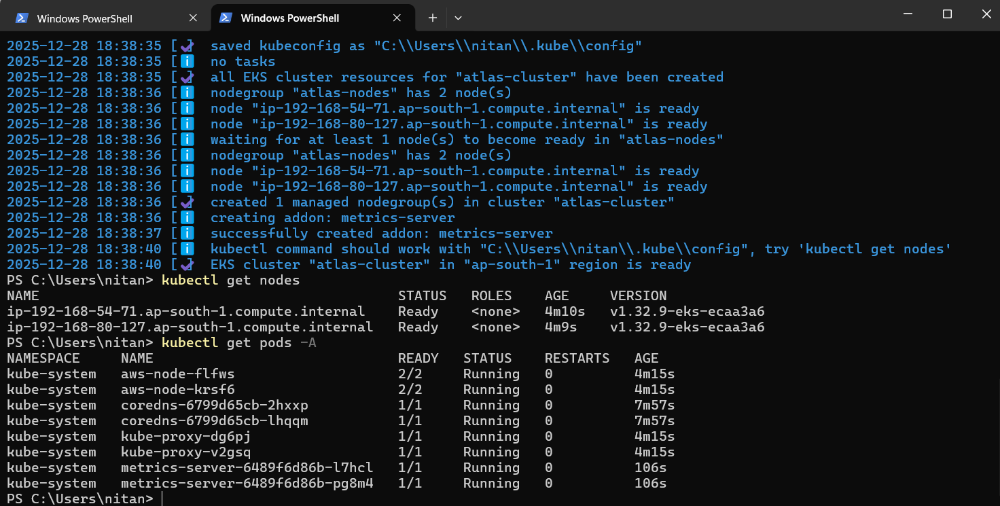 Windows PowerShell
Windows PowerShell
2025-12-28 18:38:35 [✔]  saved kubeconfig as "C:\\Users\\nitan\\.kube\\config"
2025-12-28 18:38:35 [ℹ]  no tasks
2025-12-28 18:38:35 [✔]  all EKS cluster resources for "atlas-cluster" have been created
2025-12-28 18:38:36 [ℹ]  nodegroup "atlas-nodes" has 2 node(s)
2025-12-28 18:38:36 [ℹ]  node "ip-192-168-54-71.ap-south-1.compute.internal" is ready
2025-12-28 18:38:36 [ℹ]  node "ip-192-168-80-127.ap-south-1.compute.internal" is ready
2025-12-28 18:38:36 [ℹ]  waiting for at least 1 node(s) to become ready in "atlas-nodes"
2025-12-28 18:38:36 [ℹ]  nodegroup "atlas-nodes" has 2 node(s)
2025-12-28 18:38:36 [ℹ]  node "ip-192-168-54-71.ap-south-1.compute.internal" is ready
2025-12-28 18:38:36 [ℹ]  node "ip-192-168-80-127.ap-south-1.compute.internal" is ready
2025-12-28 18:38:36 [✔]  created 1 managed nodegroup(s) in cluster "atlas-cluster"
2025-12-28 18:38:36 [ℹ]  creating addon: metrics-server
2025-12-28 18:38:37 [ℹ]  successfully created addon: metrics-server
2025-12-28 18:38:40 [ℹ]  kubectl command should work with "C:\\Users\\nitan\\.kube\\config", try 'kubectl get nodes'
2025-12-28 18:38:40 [✔]  EKS cluster "atlas-cluster" in "ap-south-1" region is ready
PS C:\Users\nitan> kubectl get nodes
NAME                                            STATUS   ROLES    AGE     VERSION
ip-192-168-54-71.ap-south-1.compute.internal    Ready    <none>   4m10s   v1.32.9-eks-ecaa3a6
ip-192-168-80-127.ap-south-1.compute.internal   Ready    <none>   4m9s    v1.32.9-eks-ecaa3a6
PS C:\Users\nitan> kubectl get pods -A
NAMESPACE     NAME                              READY   STATUS    RESTARTS   AGE
kube-system   aws-node-flfws                    2/2     Running   0          4m15s
kube-system   aws-node-krsf6                    2/2     Running   0          4m15s
kube-system   coredns-6799d65cb-2hxxp           1/1     Running   0          7m57s
kube-system   coredns-6799d65cb-lhqqm           1/1     Running   0          7m57s
kube-system   kube-proxy-dg6pj                  1/1     Running   0          4m15s
kube-system   kube-proxy-v2gsq                  1/1     Running   0          4m15s
kube-system   metrics-server-6489f6d86b-l7hcl   1/1     Running   0          106s
kube-system   metrics-server-6489f6d86b-pg8m4   1/1     Running   0          106s
PS C:\Users\nitan>